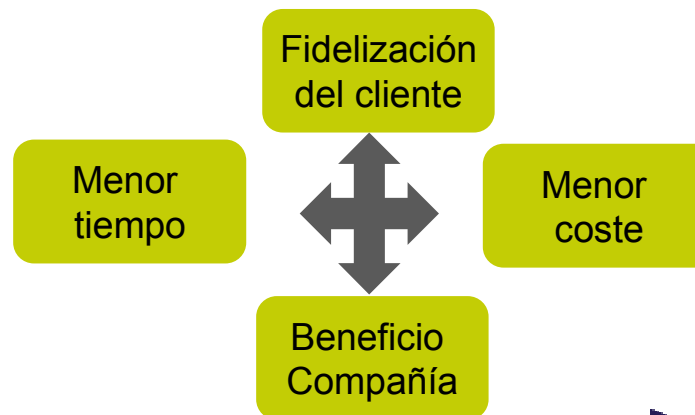 Fidelización
del cliente
Menor
tiempo
Menor
coste
Beneficio
Compañía